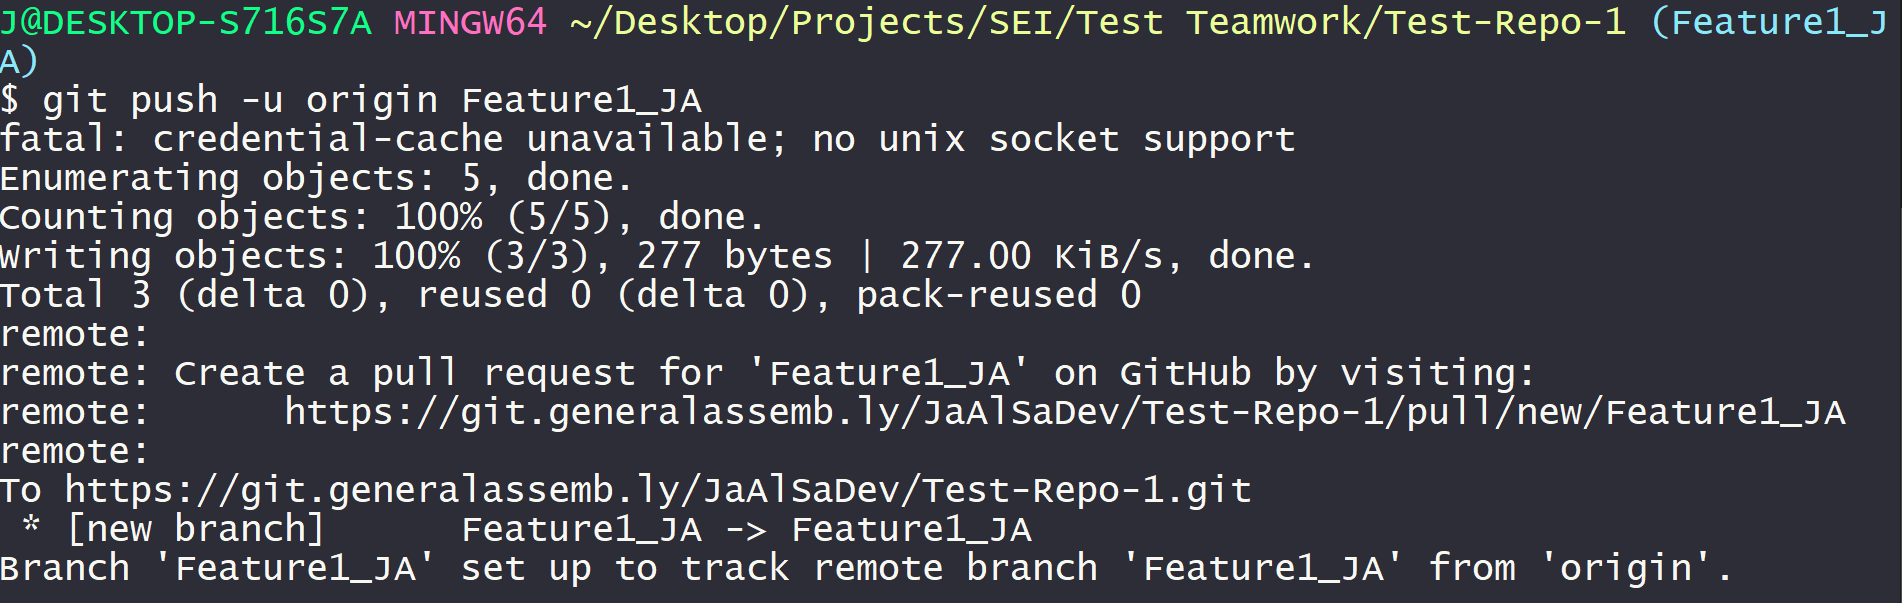 J@DESKTOP-S716S7A MINGW64 ~/Desktop/Projects/SEI/Test Teamwork/Test-Repo-1 (Feature1_J
A)
$ git push -u origin Feature1_JA
fatal: credential-cache unavailable; no unix socket support
Enumerating objects: 5, done.
Counting objects: 100% (5/5), done.
Writing objects: 100% (3/3), 277 bytes | 277.00 KiB/s, done.
Total 3 (delta 0), reused 0 (delta 0), pack-reused 0
remote:
remote: Create a pull request for 'Feature1_JA' on GitHub by visiting:
remote:      https://git.generalassemb.ly/JaAlSaDev/Test-Repo-1/pull/new/Feature1_JA
remote:
To https://git.generalassemb.ly/JaAlSaDev/Test-Repo-1.git
 * [new branch]      Feature1_JA -> Feature1_JA
Branch 'Feature1_JA' set up to track remote branch 'Feature1_JA' from 'origin'.